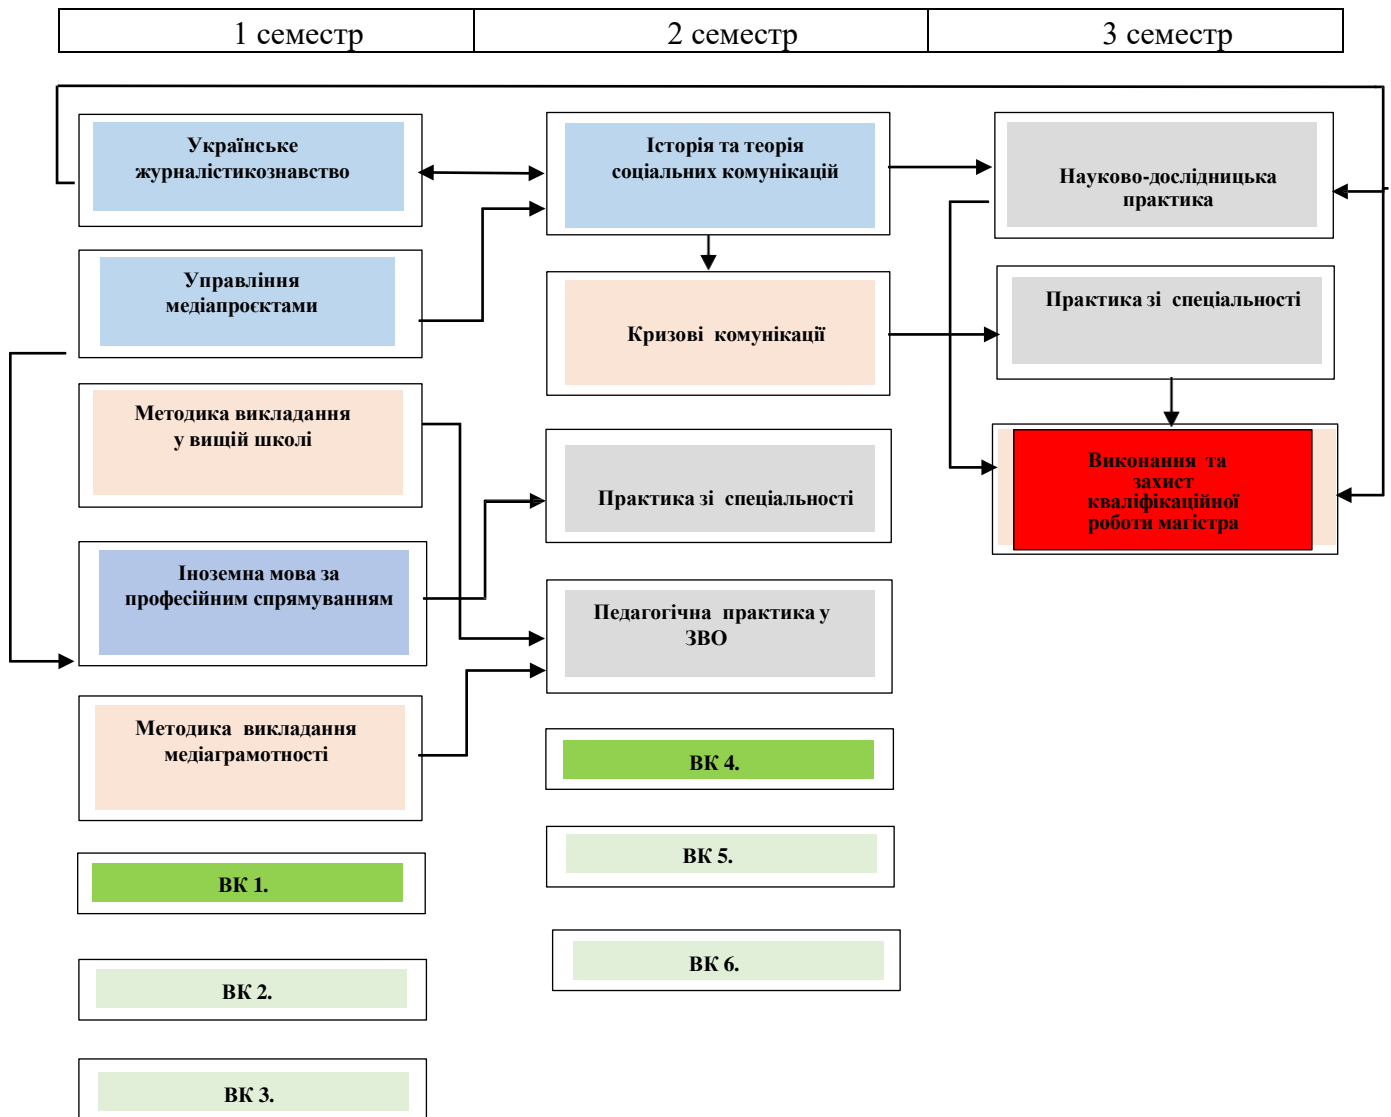 1 семестр
2 семестр
3 семестр
Українське
журналістикознавство
Управління
медіапроєктами
Методика викладання
у вищій школі
Іноземна мова за
професійним спрямуванням
Методика викладання
медіаграмотності
ВК 1.
ВК 2.
ВК 3.
Історія та теорія
соціальних комунікацій
Кризові комунікації
Практика зі спеціальності
Педагогічна практика у
ЗВО
ВК 4.
ВК 5.
ВК 6.
Науково-дослідницька
практика
Практика зі спеціальності
Виконання та
захист
кваліфікаційної
роботи магістра